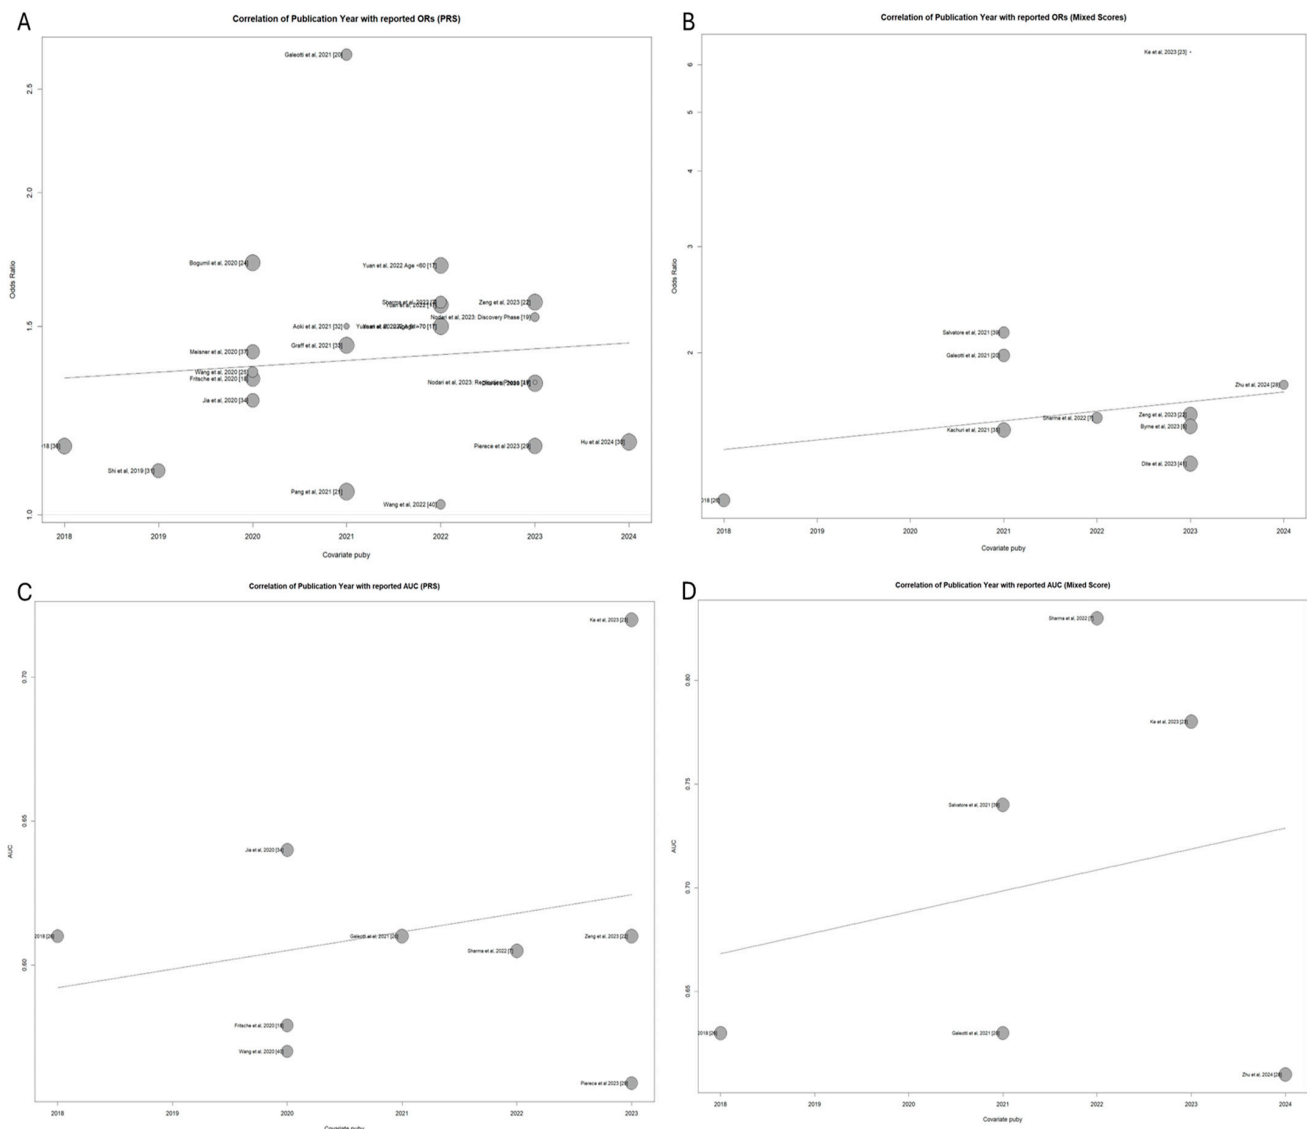 A
Correlation of Publication Year with reported ORs (PRS)
Odds Ratio
2.5
2.0
1.5
1.0
Galeotti et al, 2021 [20]
Bogumil et al, 2020 [24]
Yuan et al, 2022 Age <60 [17]
Zeng et al, 2023 [22]
Nodari et al, 2023: Discovery Phase [19]
Aoki et al, 2021 [32]
Graff et al, 2021 [33]
Meisner et al, 2020 [37]
Wang et al, 2020 [25]
Fritsche et al, 2020 [18]
Jia et al, 2020 [34]
Shi et al, 2019 [31]
Pierece et al 2023 [29]
Hu et al 2024 [30]
Pang et al, 2021 [21]
Wang et al, 2022 [40]
2018
2019
2020
2021
2022
2023
2024
Covariate puby
B
Correlation of Publication Year with reported ORs (Mixed Scores)
Odds Ratio
6
5
4
3
2
Ke et al, 2023 [23]
Salvatore et al, 2021 [39]
Galeotti et al, 2021 [20]
Zhu et al, 2024 [28]
Sharma et al, 2022 [7]
Zeng et al, 2023 [22]
Kachuri et al, 2021 [35]
Byrne et al, 2023 [5]
Dite et al, 2023 [41]
2018
2019
2020
2021
2022
2023
2024
Covariate puby
C
Correlation of Publication Year with reported AUC (PRS)
AUC
0.70
0.65
0.60
Ke et al, 2023 [23]
Jia et al, 2020 [34]
2018 [26]
Galeotti et al, 2021 [20]
Sharma et al, 2022 [7]
Zeng et al, 2023 [22]
Fritsche et al, 2020 [18]
Wang et al, 2020 [40]
Pierece et al 2023 [29]
2018
2019
2020
2021
2022
2023
Covariate puby
D
Correlation of Publication Year with reported AUC (Mixed Score)
AUC
0.80
0.75
0.70
0.65
Sharma et al, 2022 [7]
Ke et al, 2023 [23]
Salvatore et al, 2021 [39]
2018 [26]
Galeotti et al, 2021 [20]
Zhu et al, 2024 [28]
2018
2019
2020
2021
2022
2023
2024
Covariate puby